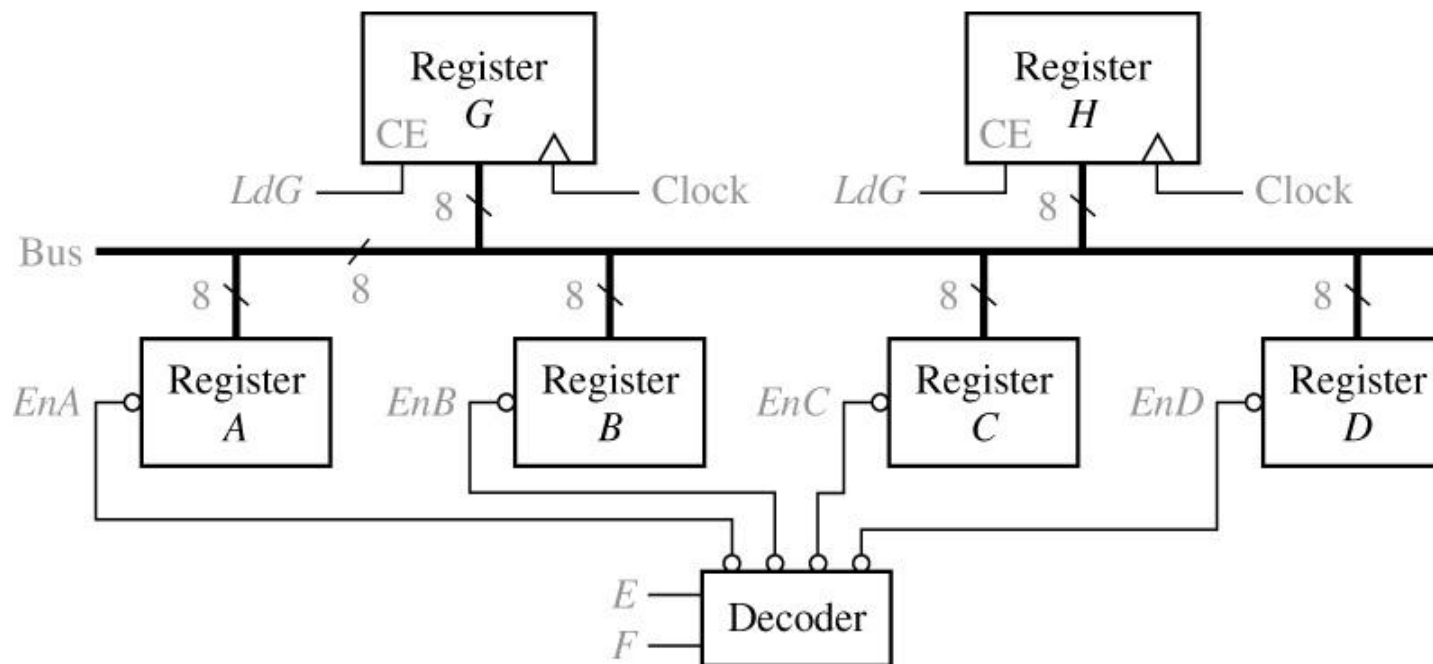 Register
G
CE
LdG
Clock
8
Register
H
CE
LdG
Clock
8
Bus
8
8
8
8
8
EnA
Register
A
EnB
Register
B
EnC
Register
C
EnD
Register
D
E
F
Decoder